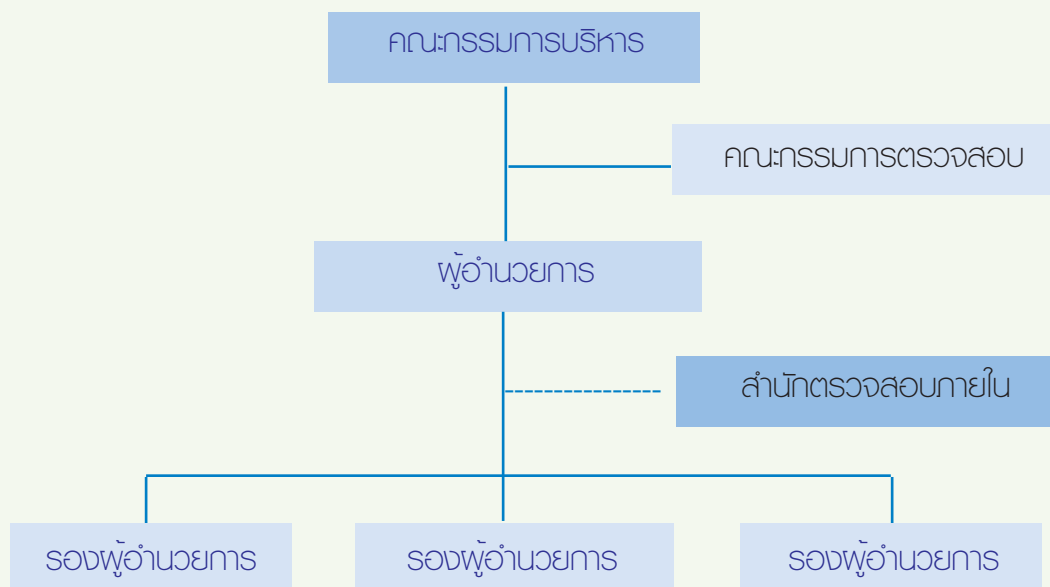 คณะกรรมการบริหาร
คณะกรรมการตรวจสอบ
ผู้อำนวยการ
สำนักตรวจสอบภายใน
รองผู้อำนวยการ
รองผู้อำนวยการ
รองผู้อำนวยการ